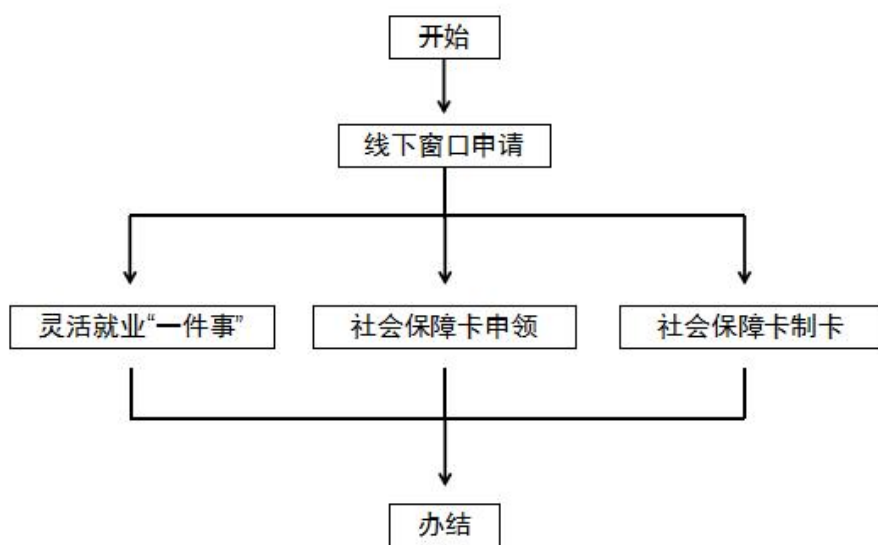 开始
线下窗口申请
灵活就业“一件事”
社会保障卡申领
社会保障卡制卡
办结